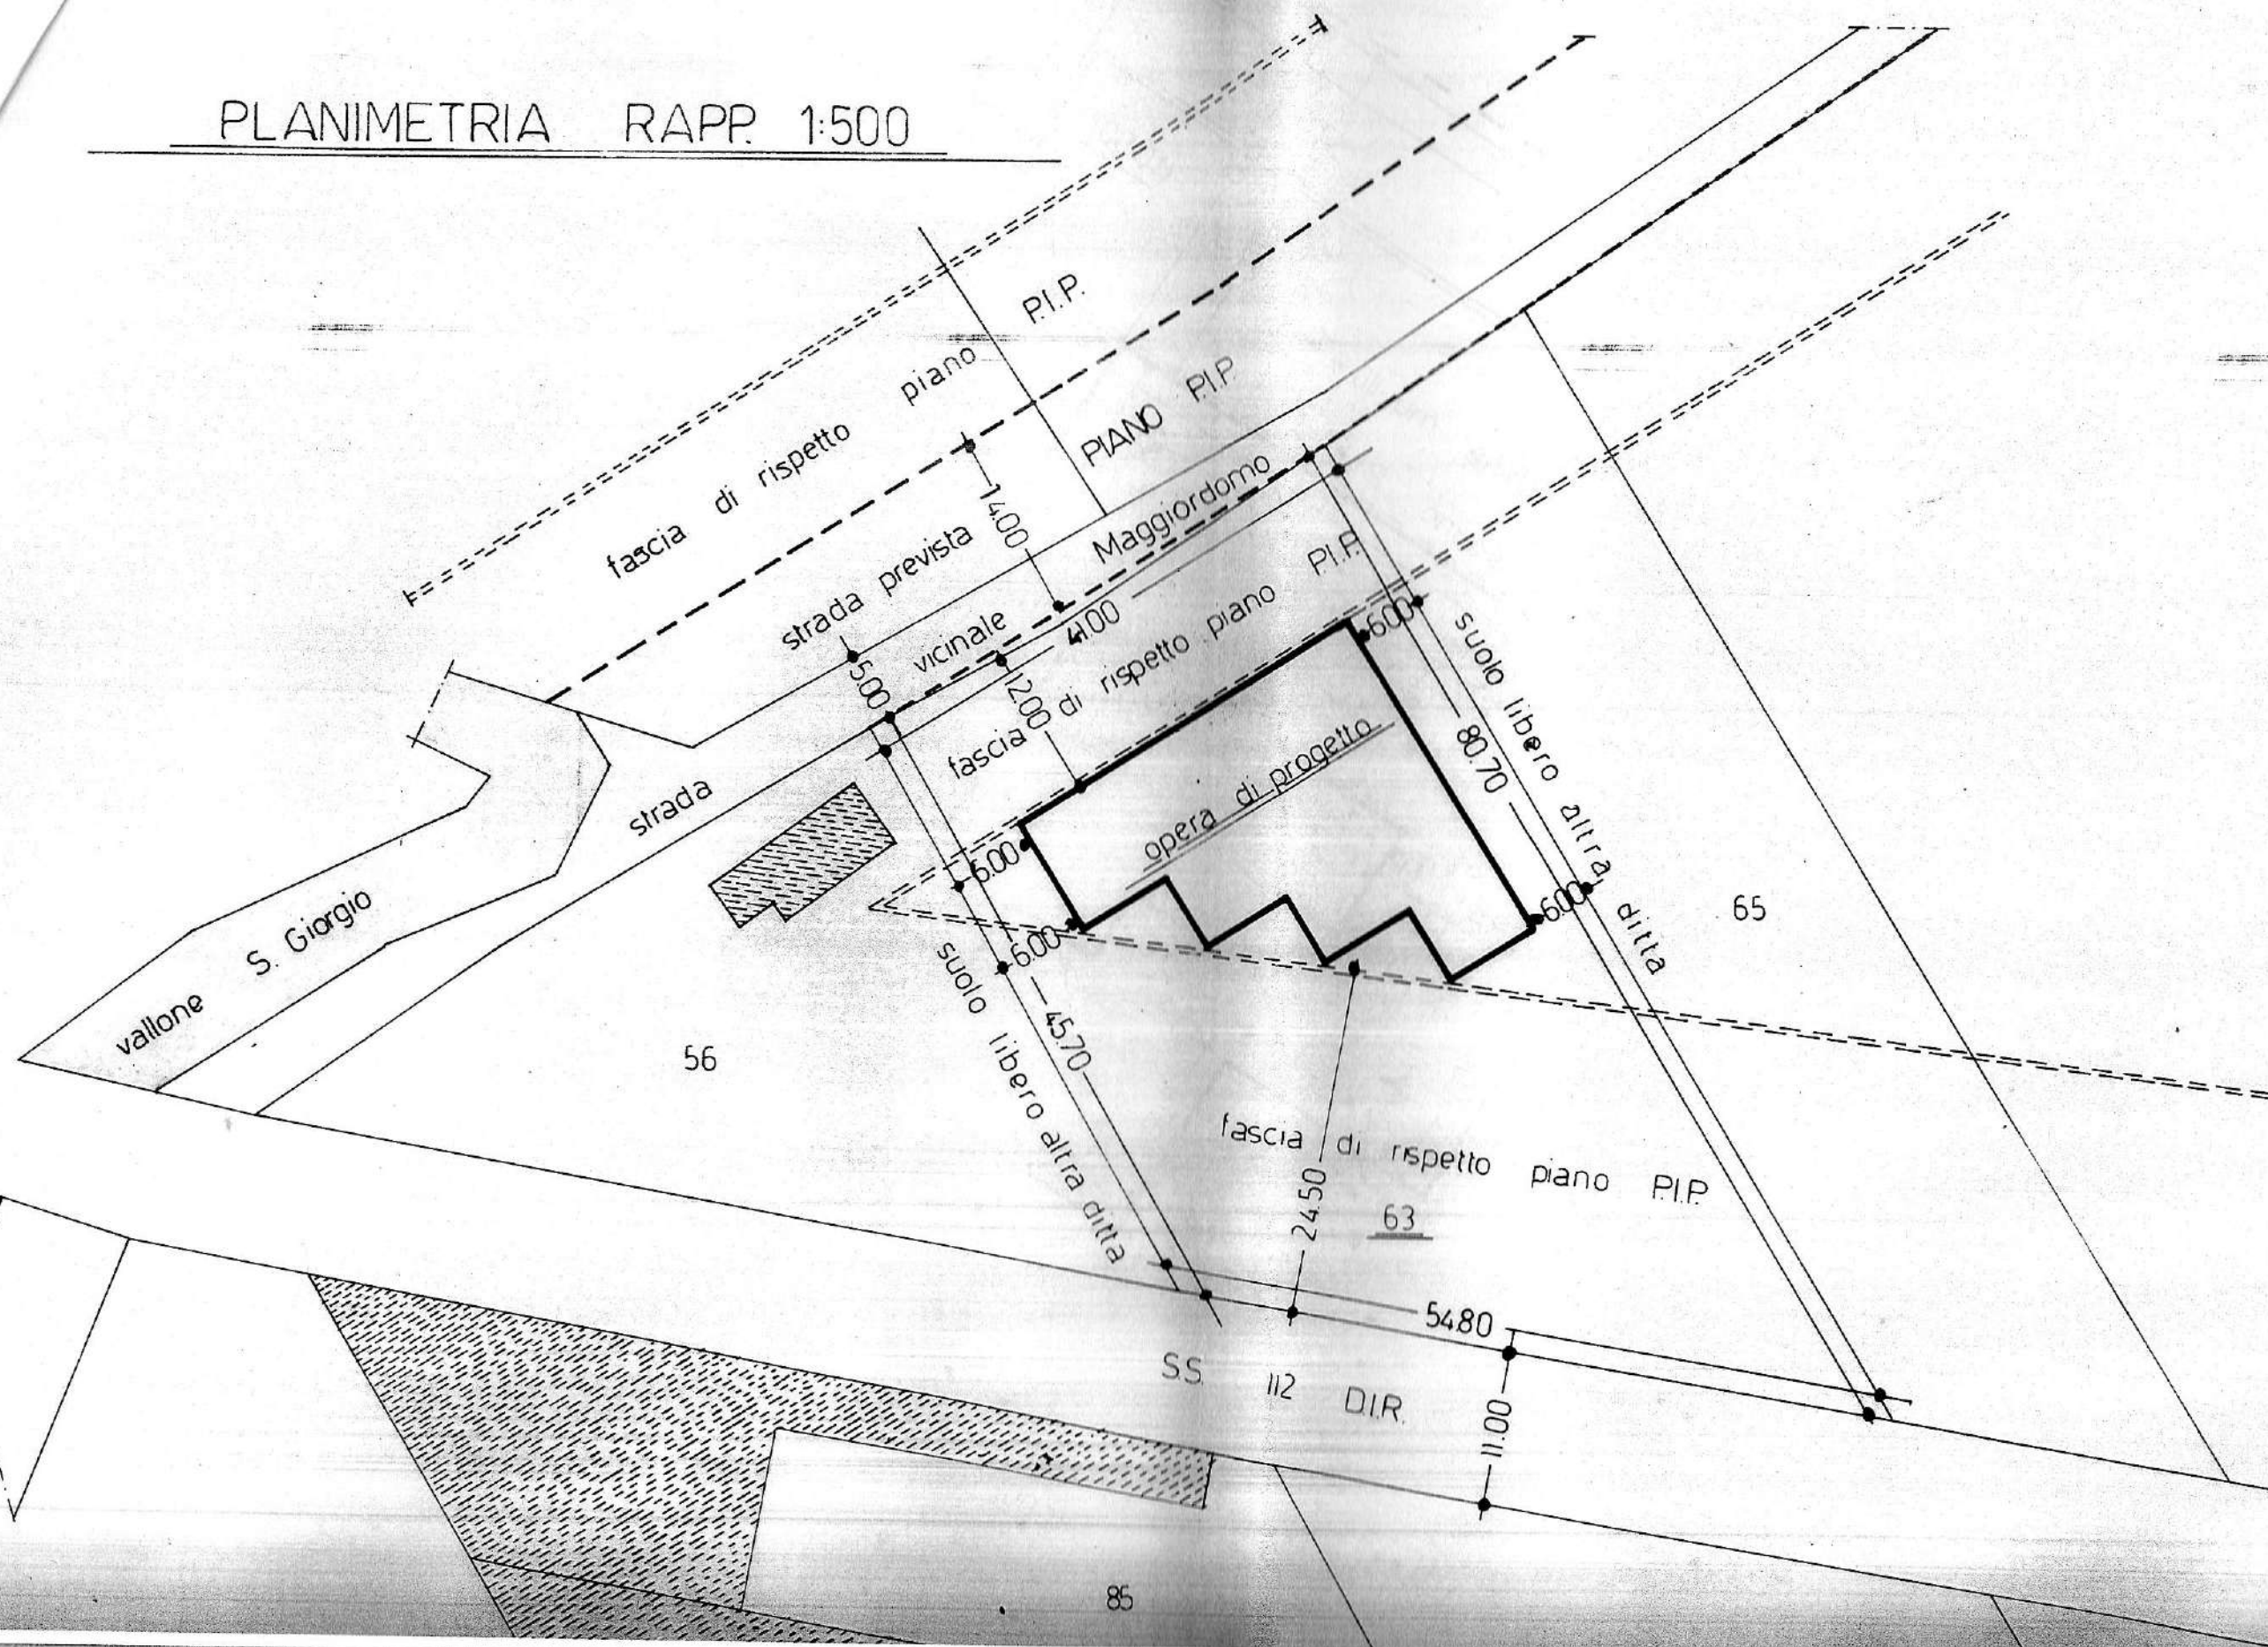 PLANIMETRIA RAPP. 1:500
fascia di rispetto piano P.I.P.
PIANO P.I.P.
strada prevista
14.00
5.00
strada vicinale Maggiordomo
41.00
12.00
fascia di rispetto piano P.I.P.
6.00
6.00
opera di progetto
6.00
6.00
80.70
suolo libero altra ditta
65
vallone S. Giorgio
56
45.70
suolo libero altra ditta
fascia di rispetto piano P.I.P.
24.50
63
54.80
S.S. 112 D.I.R.
11.00
85